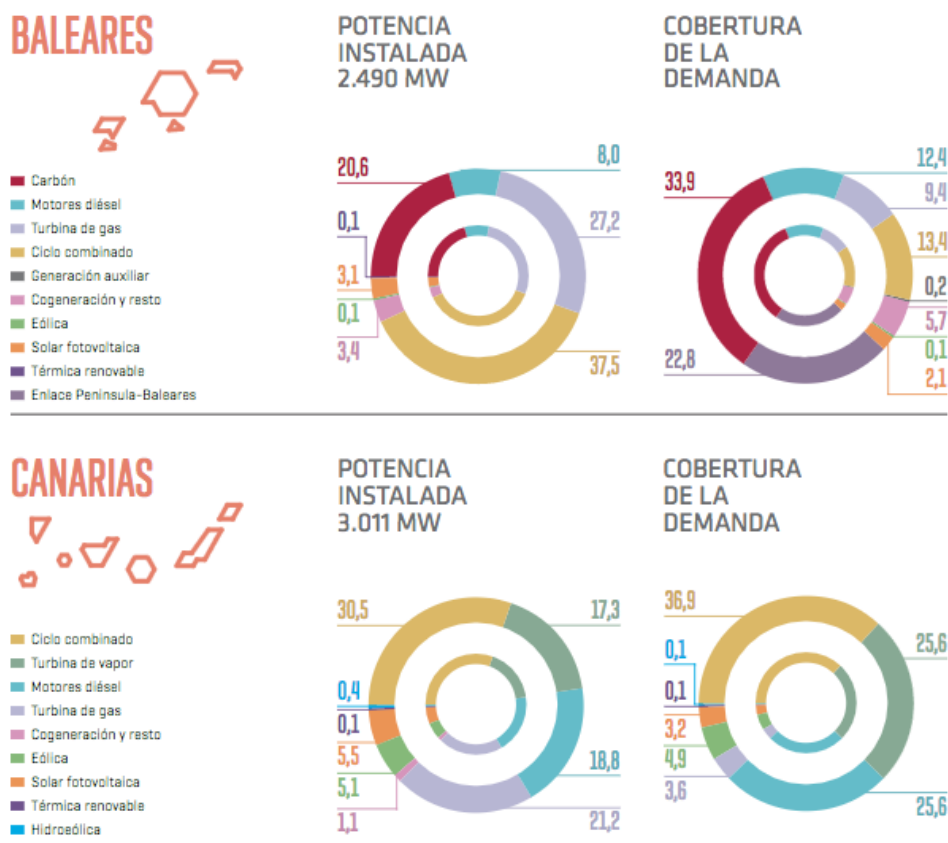 BALEARES
POTENCIA
INSTALADA
2.490 MW
COBERTURA
DE LA
DEMANDA
Carbón
Motores diésel
Turbina de gas
Ciclo combinado
Generación auxiliar
Cogeneración y resto
Eólica
Solar fotovoltaica
Térmica renovable
Enlace Península-Baleares
20,6
8,0
0,1
27,2
3,1
0,1
3,4
37,5
33,9
12,4
9,4
13,4
0,2
5,7
0,1
22,8
2,1
CANARIAS
POTENCIA
INSTALADA
3.011 MW
COBERTURA
DE LA
DEMANDA
Ciclo combinado
Turbina de vapor
Motores diésel
Turbina de gas
Cogeneración y resto
Eólica
Solar fotovoltaica
Térmica renovable
Hidroeólica
30,5
17,3
0,4
0,1
5,5
18,8
5,1
1,1
21,2
36,9
0,1
25,6
0,1
3,2
4,9
3,6
25,6